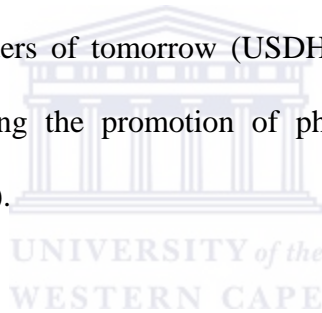 ers of tomorrow (USDH
ng the promotion of ph
).
UNIVERSITY of the
WESTERN CAPE